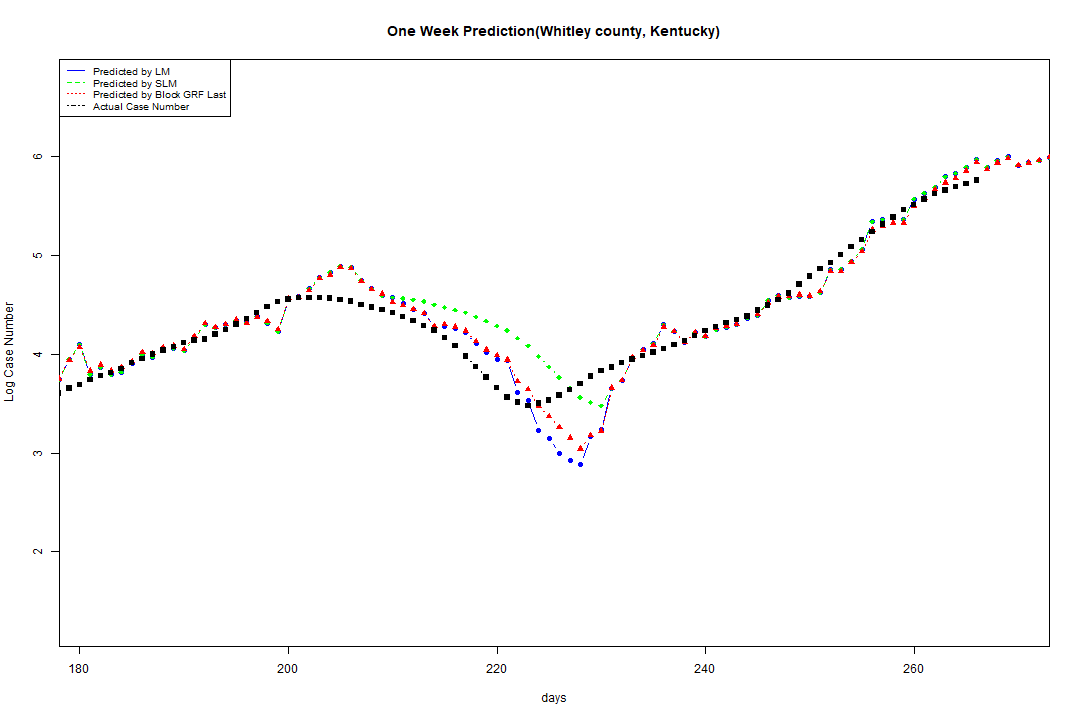 One Week Prediction(Whitley county, Kentucky)
Predicted by LM
Predicted by SLM
Predicted by Block GRF Last
Actual Case Number
6
5
4
3
2
Log Case Number
180 200 220 240 260
days